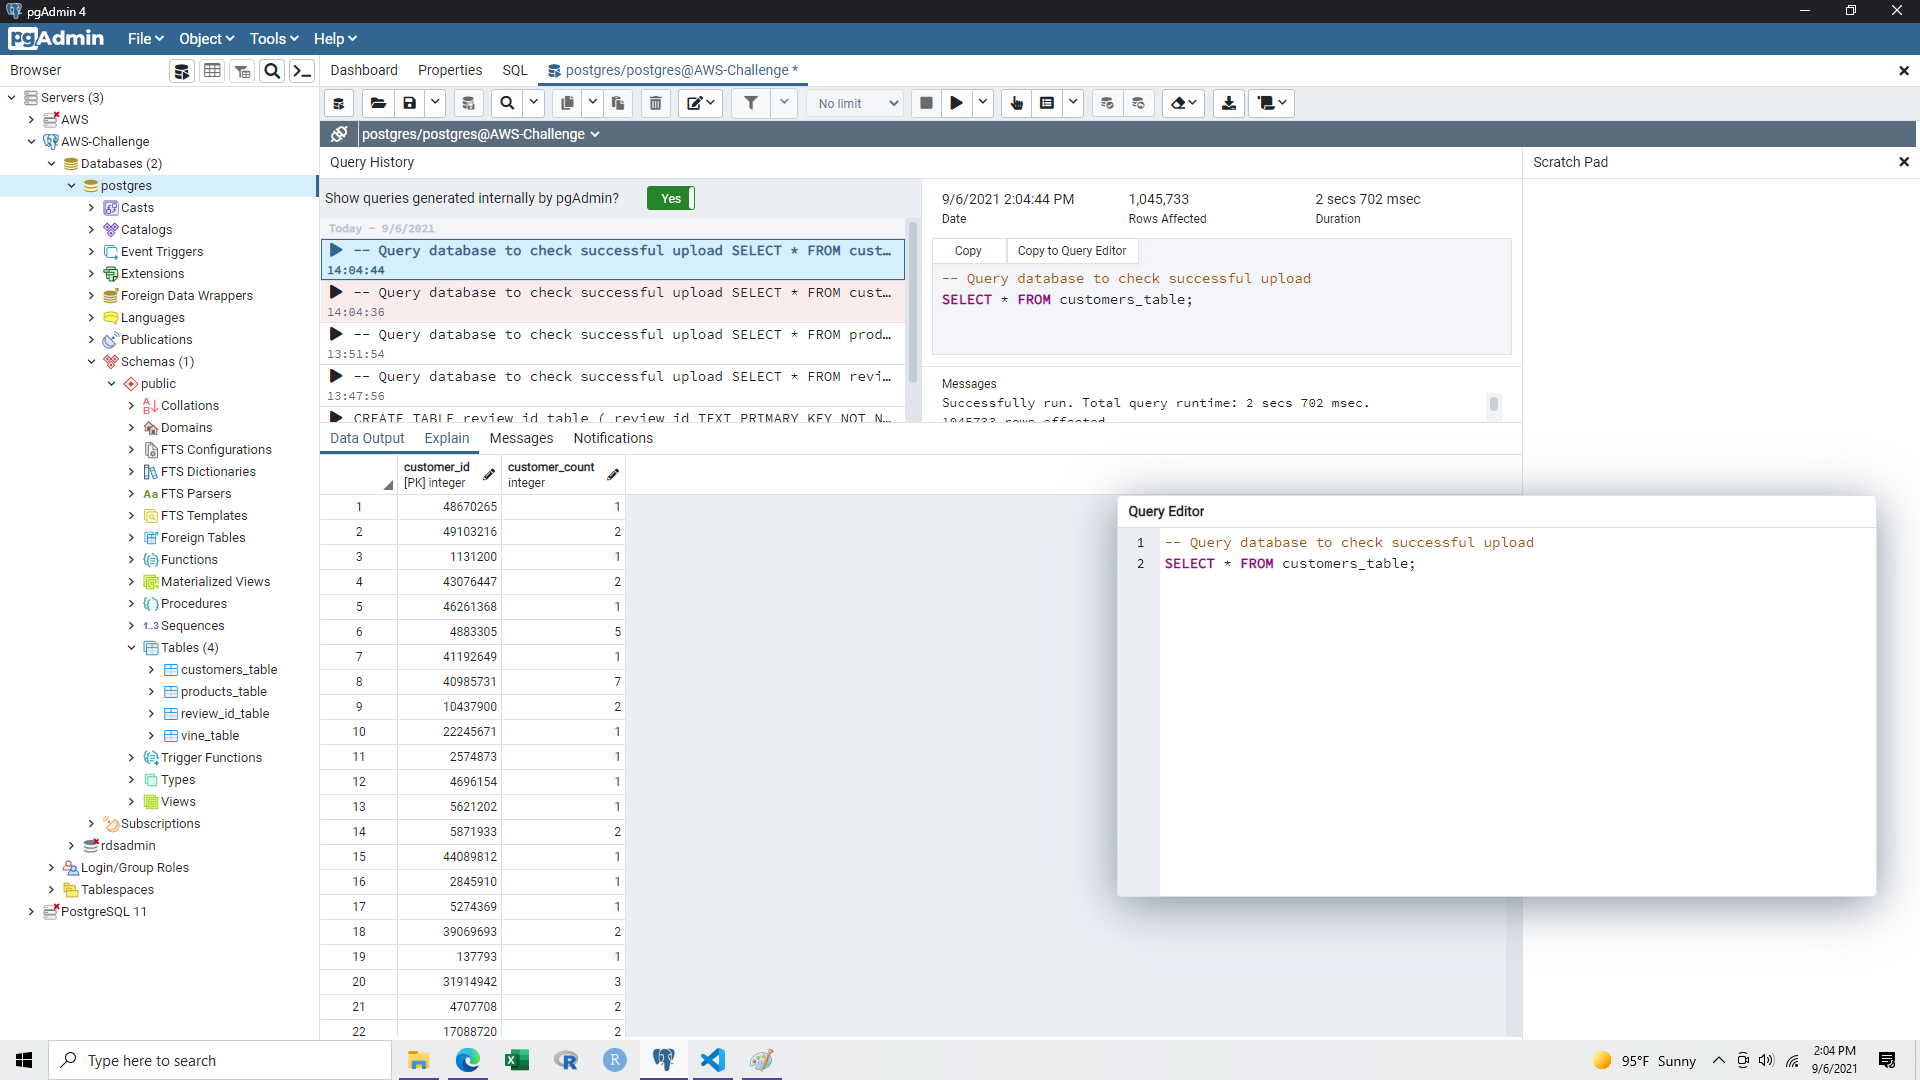 pgAdmin 4
pgAdmin File Object Tools Help
Browser
Dashboard Properties SQL postgres/postgres@AWS-Challenge *
No limit
postgres/postgres@AWS-Challenge
Servers (3)
AWS
AWS-Challenge
Databases (2)
postgres
Casts
Catalogs
Event Triggers
Extensions
Foreign Data Wrappers
Languages
Publications
Schemas (1)
public
Collations
Domains
FTS Configurations
FTS Dictionaries
Aa FTS Parsers
FTS Templates
Foreign Tables
Functions
Materialized Views
Procedures
1..3 Sequences
Tables (4)
customers_table
products_table
review_id_table
vine_table
Trigger Functions
Types
Views
Subscriptions
rdsadmin
Login/Group Roles
Tablespaces
PostgreSQL 11
Query History
Show queries generated internally by pgAdmin? Yes
Today - 9/6/2021
-- Query database to check successful upload SELECT * FROM cust...
14:04:44
-- Query database to check successful upload SELECT * FROM cust...
14:04:36
-- Query database to check successful upload SELECT * FROM prod...
13:51:54
-- Query database to check successful upload SELECT * FROM revi...
13:47:56
CREATE TABLE review_id_table ( review_id TEXT PRIMARY KEY NOT N...
9/6/2021 2:04:44 PM 1,045,733 2 secs 702 msec
Date Rows Affected Duration
Copy Copy to Query Editor
-- Query database to check successful upload
SELECT * FROM customers_table;
Messages
Successfully run. Total query runtime: 2 secs 702 msec.
1045733 rows affected.
Scratch Pad
Data Output Explain Messages Notifications
customer_id customer_count
[PK] integer integer
1 48670265 1
2 49103216 2
3 1131200 1
4 43076447 2
5 46261368 1
6 4883305 5
7 41192649 1
8 40985731 7
9 10437900 2
10 22245671 1
11 2574873 1
12 4696154 1
13 5621202 1
14 5871933 2
15 44089812 1
16 2845910 1
17 5274369 1
18 39069693 2
19 137793 1
20 31914942 3
21 4707708 2
22 17088720 2
Query Editor
1 -- Query database to check successful upload
2 SELECT * FROM customers_table;
Type here to search
95°F Sunny
2:04 PM
9/6/2021